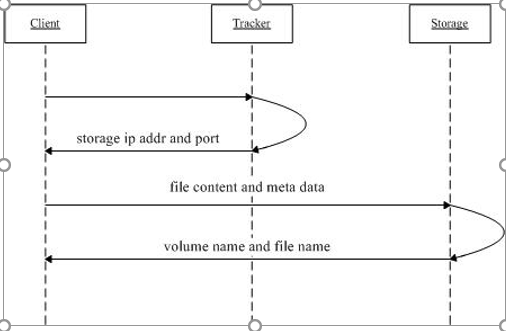 Client
Tracker
Storage
storage ip addr and port
file content and meta data
volume name and file name